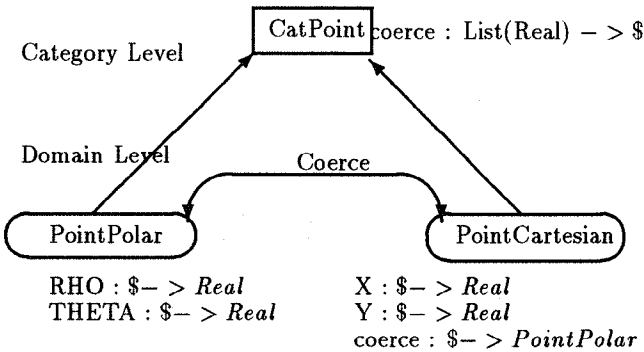 CatPoint coerce : List(Real) – > $
Category Level
Domain Level
Coerce
PointPolar
PointCartesian
RHO : $– > Real
THETA : $– > Real
X : $– > Real
Y : $– > Real
coerce : $– > PointPolar